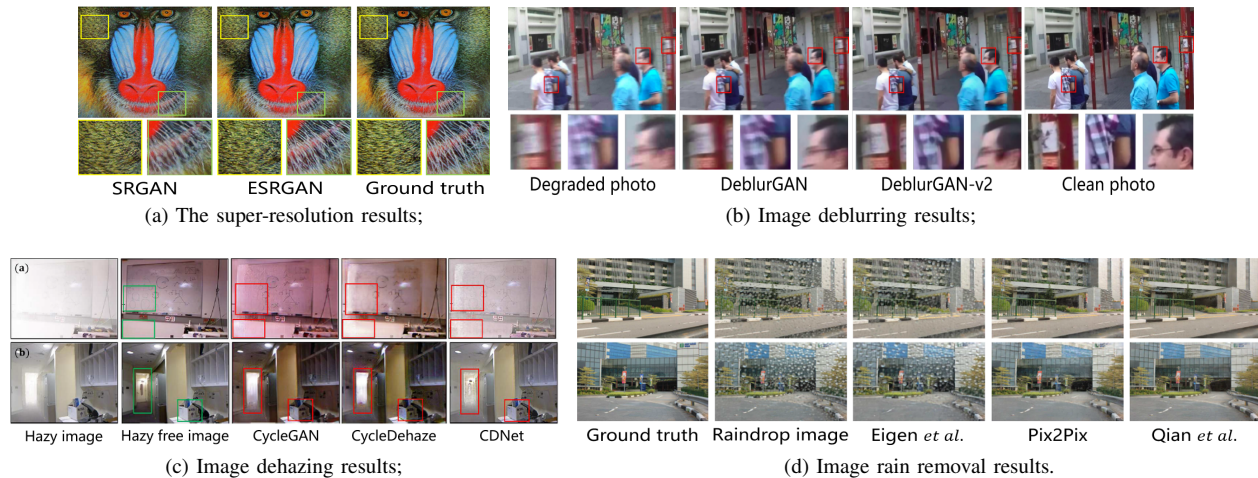 SRGAN ESRGAN Ground truth
(a) The super-resolution results;
Degraded photo DeblurGAN DeblurGAN-v2 Clean photo
(b) Image deblurring results;
(a)
(b)
Hazy image Hazy free image CycleGAN CycleDehaze CDNet
(c) Image dehazing results;
Ground truth Raindrop image Eigen et al. Pix2Pix Qian et al.
(d) Image rain removal results.